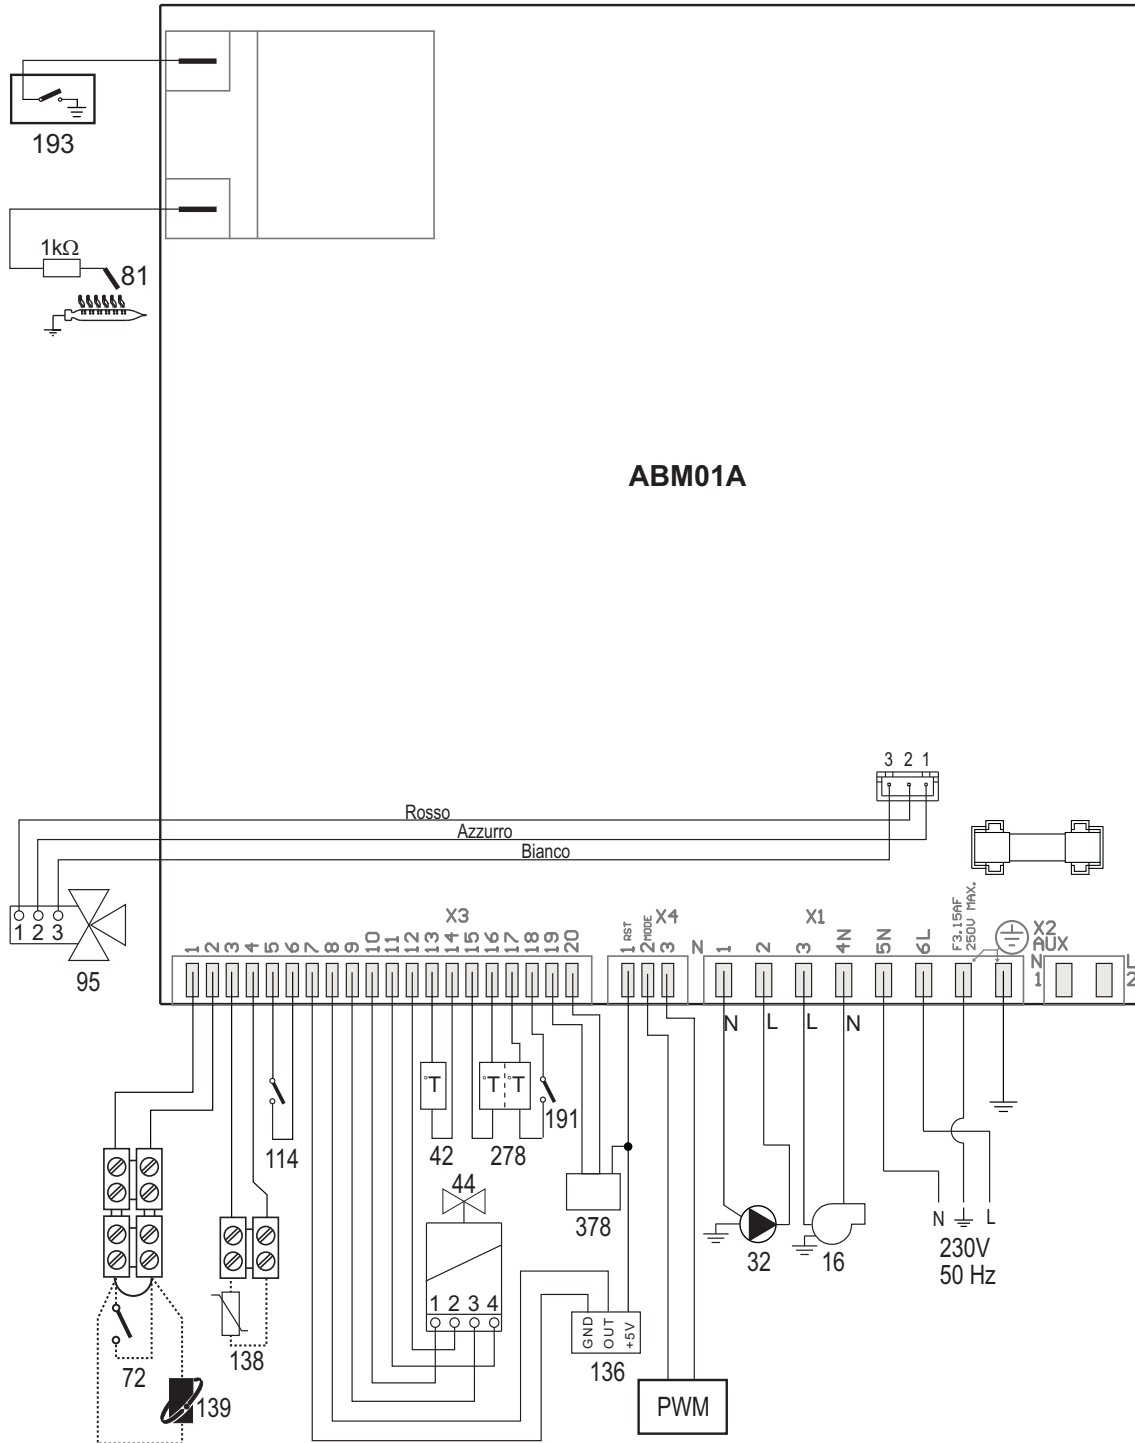 193
1kΩ
81
ABM01A
3 2 1
Rosso
Azzurro
Bianco
1 2 3
95
X3
X4
X1
F3.15AF
250V MAX.
X2
AUX
1 2 3 4 5 6 7 8 9 10 11 12 13 14 15 16 17 18 19 20
1 RST
2 MODE
3
Z
1 2 3 4N 5N 6L
N
1
L
2
N L L N
°T
°T °T
191
114
42
278
44
378
N L
32
16
230V
50 Hz
1 2 3 4
GND
OUT
+5V
136
138
72
139
PWM